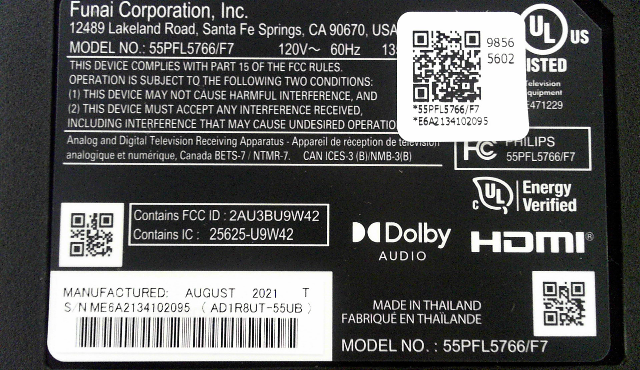 Funai Corporation, Inc.
12489 Lakeland Road, Santa Fe Springs, CA 90670, USA
MODEL NO.: 55PFL5766/F7 120V~ 60Hz
THIS DEVICE COMPLIES WITH PART 15 OF THE FCC RULES.
OPERATION IS SUBJECT TO THE FOLLOWING TWO CONDITIONS:
(1) THIS DEVICE MAY NOT CAUSE HARMFUL INTERFERENCE, AND
(2) THIS DEVICE MUST ACCEPT ANY INTERFERENCE RECEIVED,
INCLUDING INTERFERENCE THAT MAY CAUSE UNDESIRED
Analog and Digital Television Receiving Apparatus - Appareil de réception de télévision
analogique et numérique, Canada BETS-7 / NTMR-7. CAN ICES-3 (B)/NMB-3(B)
9856
5602
*55PFL5766/F7
*E6A2134102095
UL US
LISTED
Television
Equipment
E471229
FC PHILIPS
55PFL5766/F7
c UL Energy
Verified
Contains FCC ID : 2AU3BU9W42
Contains IC : 25625-U9W42
Dolby
AUDIO
HDMI®
MANUFACTURED: AUGUST 2021 T
S/N ME6A2134102095 (AD1R8UT-55UB)
MADE IN THAILAND
FABRIQUÉ EN THAÏLANDE
MODEL NO. : 55PFL5766/F7